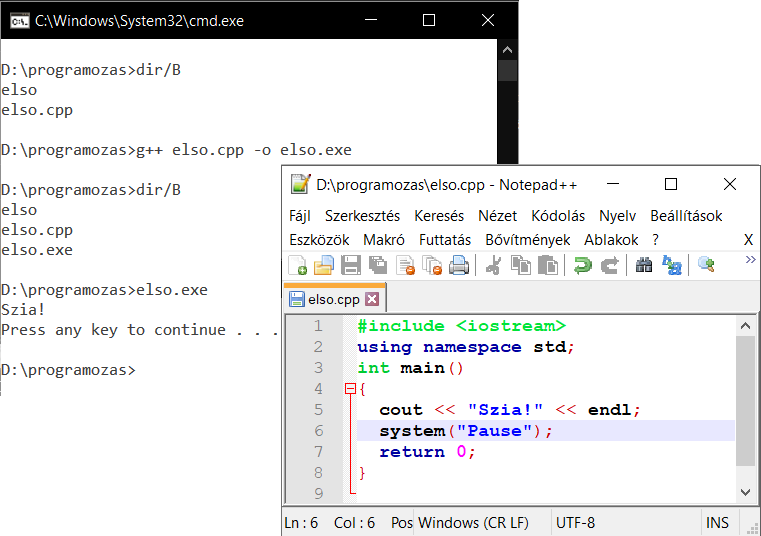 C:\Windows\System32\cmd.exe
D:\programozas>dir/B
elso
elso.cpp
D:\programozas>g++ elso.cpp -o elso.exe
D:\programozas>dir/B
elso
elso.cpp
elso.exe
D:\programozas>elso.exe
Szia!
Press any key to continue . . .
D:\programozas>
D:\programozas\elso.cpp - Notepad++
Fájl Szerkesztés Keresés Nézet Kódolás Nyelv Beállítások
Eszközök Makró Futtatás Bővítmények Ablakok ? X
elso.cpp
1 #include <iostream>
2 using namespace std;
3 int main()
4 {
5 cout << "Szia!" << endl;
6 system("Pause");
7 return 0;
8 }
9
Ln : 6 Col : 6 Pos Windows (CR LF) UTF-8 INS